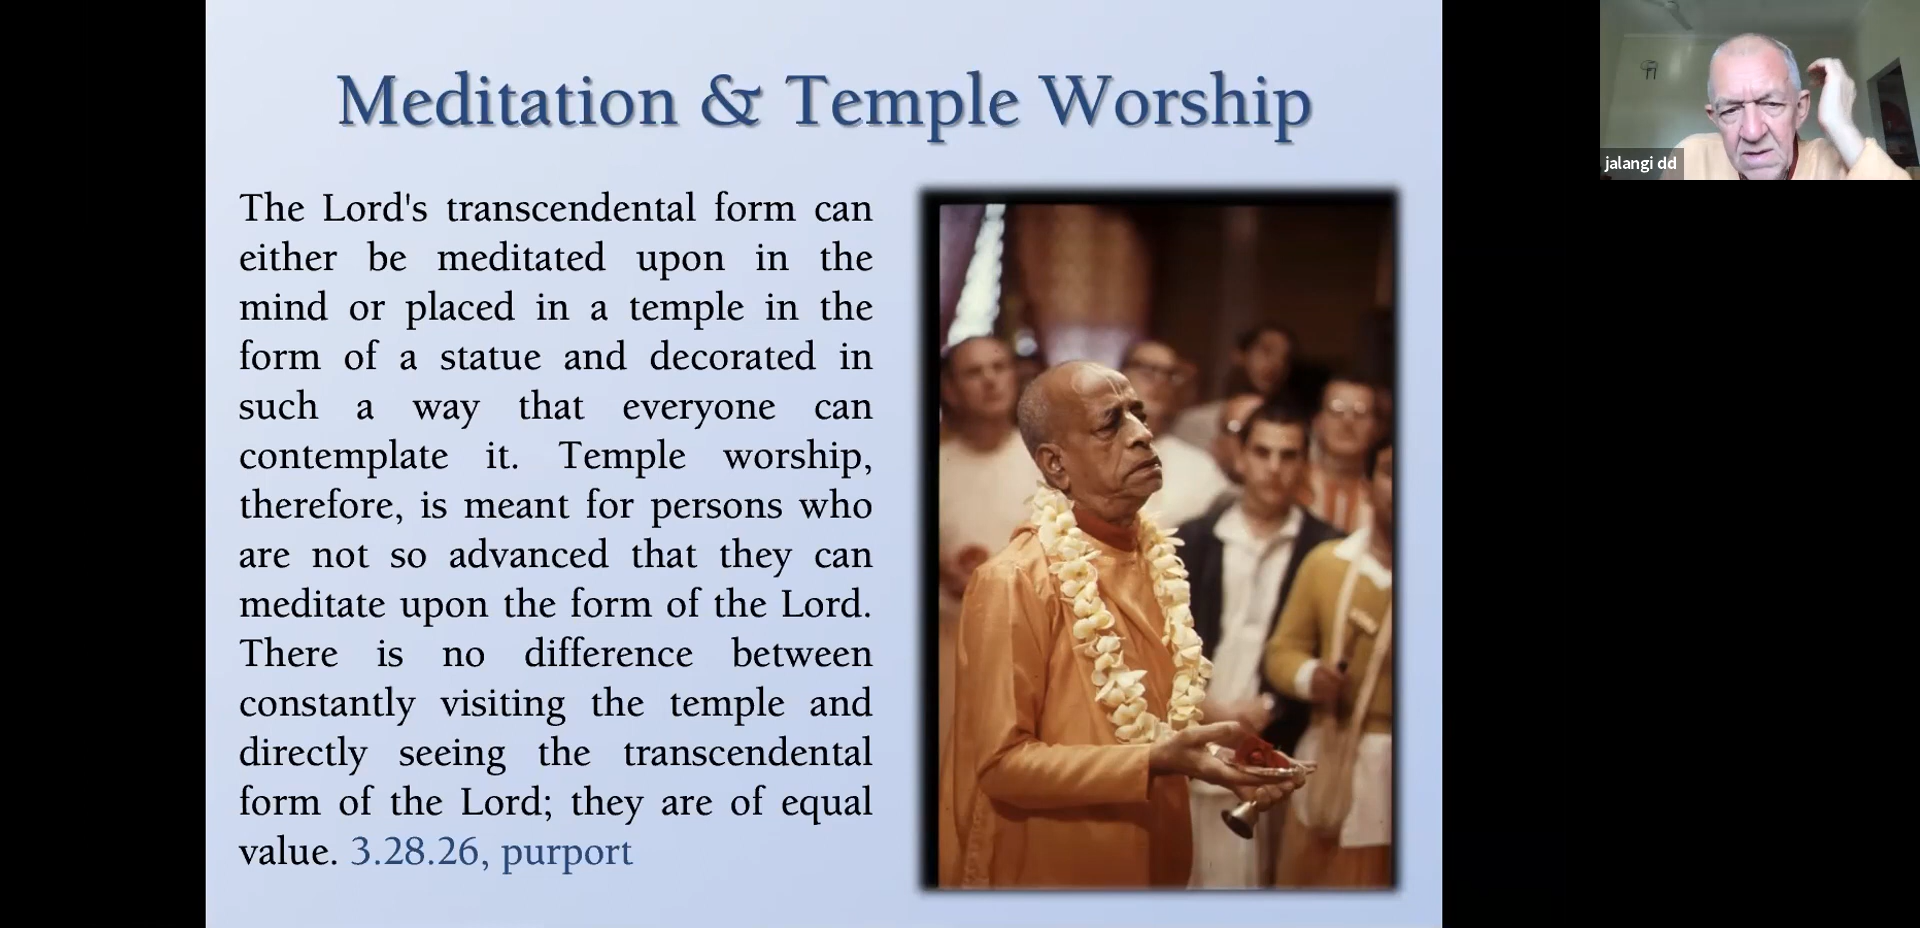 Meditation & Temple Worship
The Lord's transcendental form can
either be meditated upon in the
mind or placed in a temple in the
form of a statue and decorated in
such a way that everyone can
contemplate it. Temple worship,
therefore, is meant for persons who
are not so advanced that they can
meditate upon the form of the Lord.
There is no difference between
constantly visiting the temple and
directly seeing the transcendental
form of the Lord; they are of equal
value. 3.28.26, purport
jalangi dd